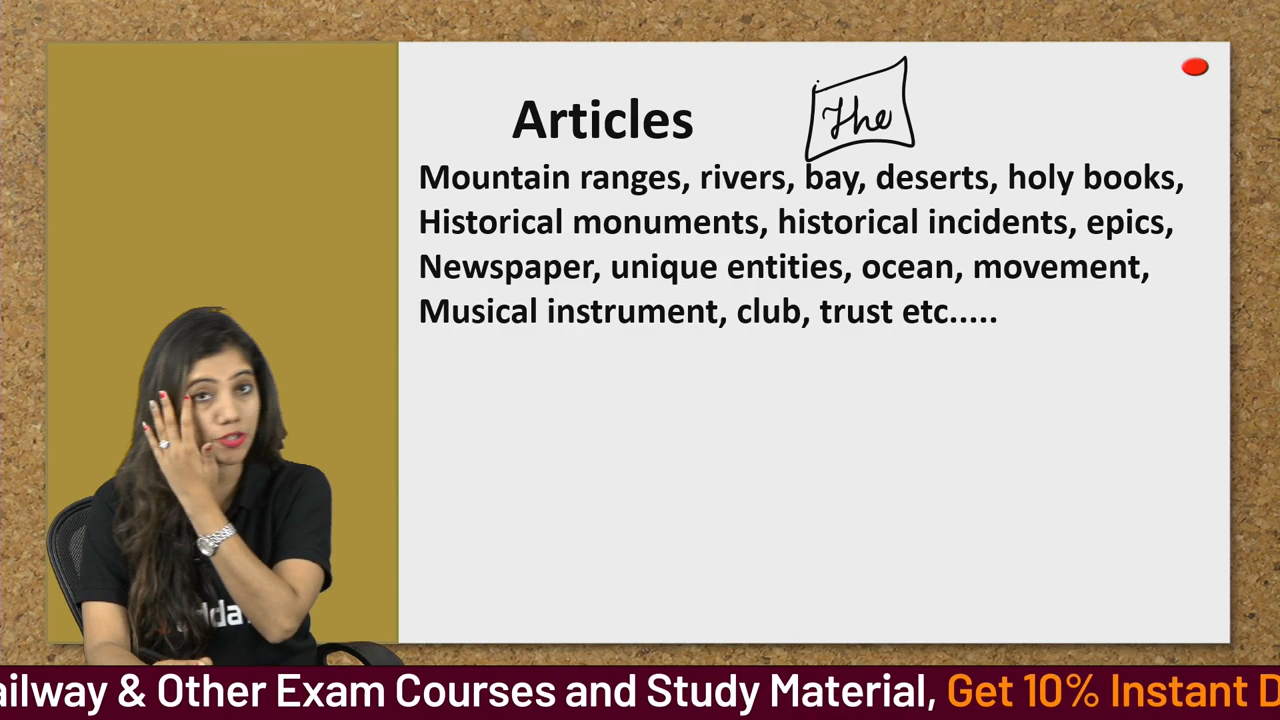 Articles The
Mountain ranges, rivers, bay, deserts, holy books,
Historical monuments, historical incidents, epics,
Newspaper, unique entities, ocean, movement,
Musical instrument, club, trust etc.....
& Other Exam Courses and Study Material, Get 10% Instant